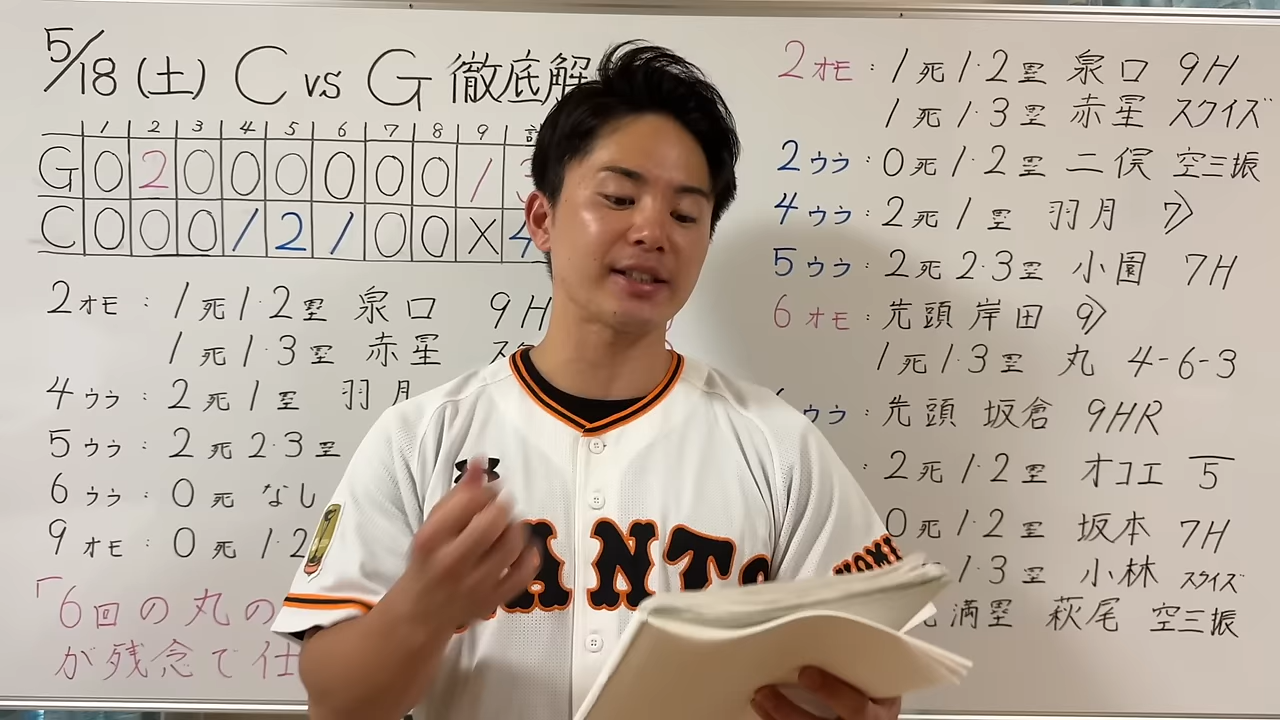 5/18(土) C vs G 徹底解
1 2 3 4 5 6 7 8 9 計
G 0 2 0 0 0 0 0 0 1 3
C 0 0 0 1 2 1 0 0 X 4
2オモ:1死1·2塁 泉口 9H
1死1·3塁 赤星 スク
4ウラ:2死1塁 羽月
5ウラ:2死2·3塁
6ウラ:0死なし
9オモ:0死1·2
「6回の丸の
が残念で仕
2オモ:1死1·2塁 泉口 9H
1死1·3塁 赤星 スクイズ
2ウラ:0死1·2塁 二俣 空三振
4ウラ:2死1塁 羽月 7》
5ウラ:2死2·3塁 小園 7H
6オモ:先頭 岸田 9》
1死1·3塁 丸 4-6-3
ウラ:先頭 坂倉 9HR
:2死1·2塁 オコエ 5
0死1·2塁 坂本 7H
1·3塁 小林 スクイズ
満塁 萩尾 空三振
ANT